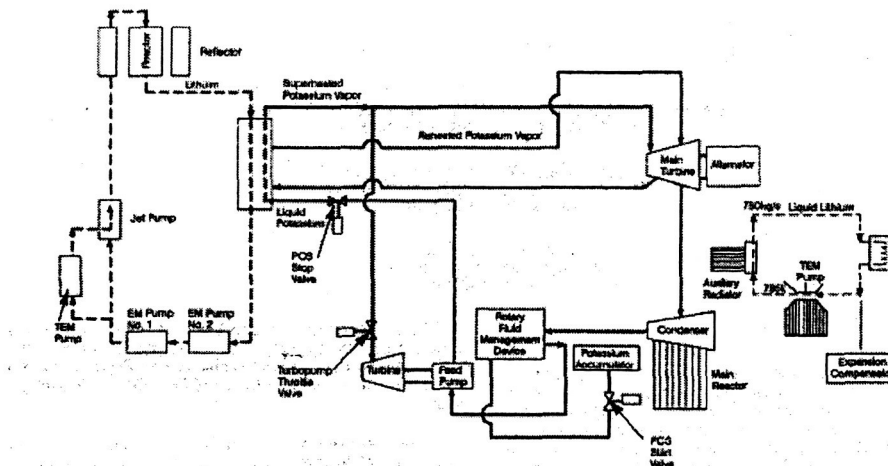 Reactor
Reflector
Lithium
Superheated
Potassium Vapor
Reheated Potassium Vapor
Main
Turbine
Alternator
Jet Pump
Liquid
Potassium
PCS
Stop
Valve
TEM
Pump
EM Pump
No. 1
EM Pump
No. 2
Liquid Lithium
TEM
Pump
Auxiliary
Radiator
Expansion
Compensator
Rotary
Fluid
Management
Device
Condenser
Potassium
Accumulator
Main
Reactor
Turbopump
Throttle
Valve
Turbine
Feed
Pump
PCS
Start
Valve